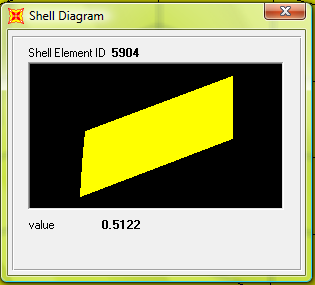 Shell Diagram
Shell Element ID 5904
value 0.5122